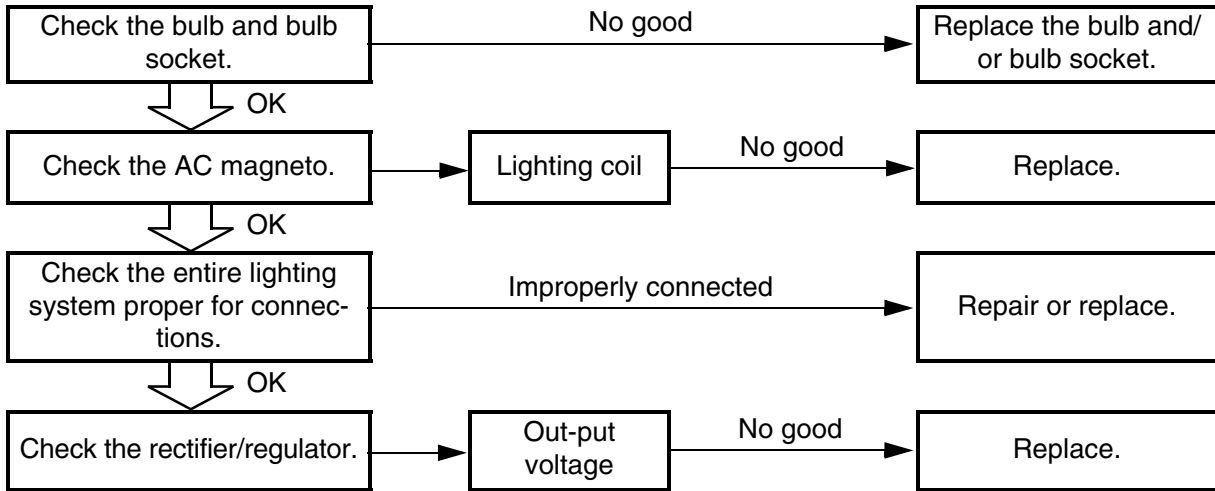 Check the bulb and bulb
socket.
No good
Replace the bulb and/
or bulb socket.
OK
Check the AC magneto.
Lighting coil
No good
Replace.
OK
Check the entire lighting
system proper for connec-
tions.
Improperly connected
Repair or replace.
OK
Check the rectifier/regulator.
Out-put
voltage
No good
Replace.